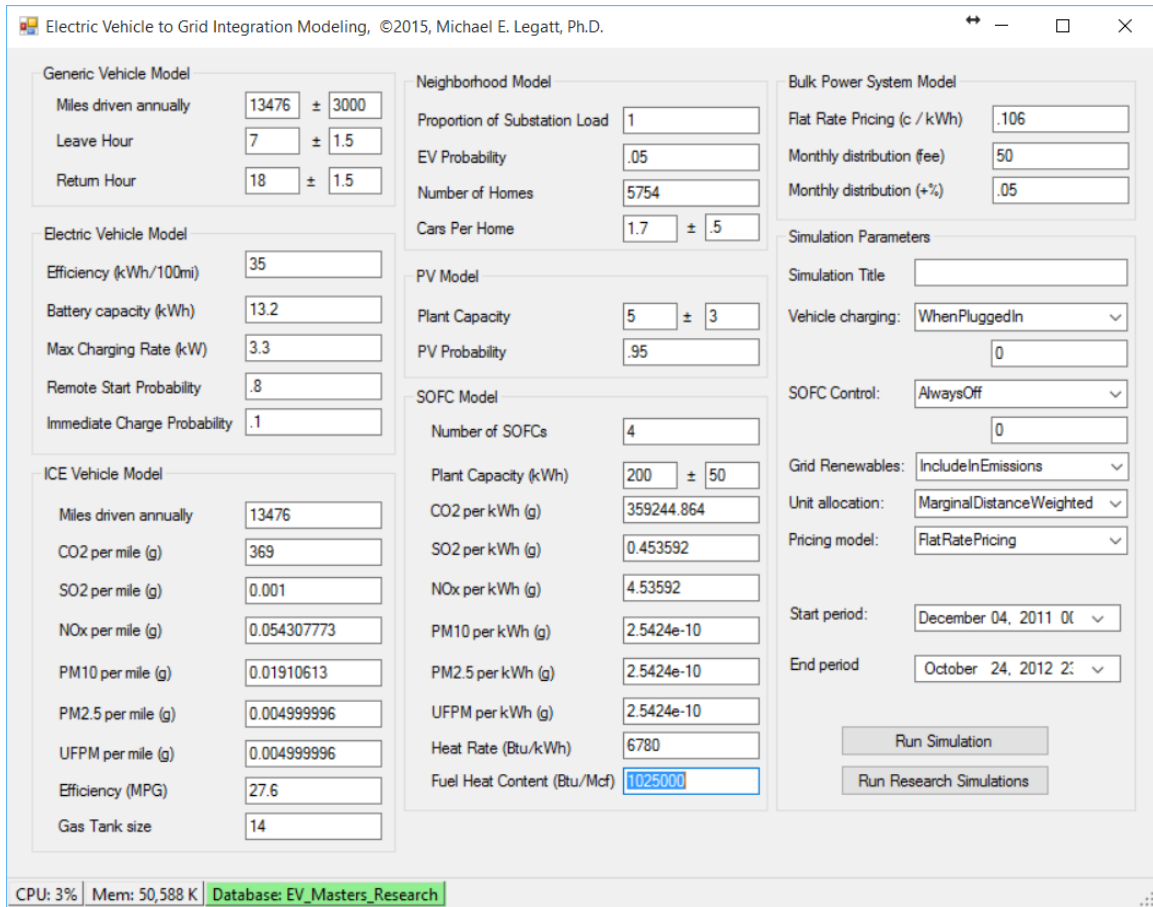 Electric Vehicle to Grid Integration Modeling, ©2015, Michael E. Legatt, Ph.D.
Generic Vehicle Model
Miles driven annually 13476 ± 3000
Leave Hour 7 ± 1.5
Return Hour 18 ± 1.5
Electric Vehicle Model
Efficiency (kWh/100mi) 35
Battery capacity (kWh) 13.2
Max Charging Rate (kW) 3.3
Remote Start Probability .8
Immediate Charge Probability .1
ICE Vehicle Model
Miles driven annually 13476
CO2 per mile (g) 369
SO2 per mile (g) 0.001
NOx per mile (g) 0.054307773
PM10 per mile (g) 0.01910613
PM2.5 per mile (g) 0.004999996
UFPM per mile (g) 0.004999996
Efficiency (MPG) 27.6
Gas Tank size 14
Neighborhood Model
Proportion of Substation Load 1
EV Probability .05
Number of Homes 5754
Cars Per Home 1.7 ± .5
PV Model
Plant Capacity 5 ± 3
PV Probability .95
SOFC Model
Number of SOFCs 4
Plant Capacity (kWh) 200 ± 50
CO2 per kWh (g) 359244.864
SO2 per kWh (g) 0.453592
NOx per kWh (g) 4.53592
PM10 per kWh (g) 2.5424e-10
PM2.5 per kWh (g) 2.5424e-10
UFPM per kWh (g) 2.5424e-10
Heat Rate (Btu/kWh) 6780
Fuel Heat Content (Btu/Mcf) 1025000
Bulk Power System Model
Flat Rate Pricing (c / kWh) .106
Monthly distribution (fee) 50
Monthly distribution (+%) .05
Simulation Parameters
Simulation Title
Vehicle charging: WhenPluggedIn
0
SOFC Control: AlwaysOff
0
Grid Renewables: IncludeInEmissions
Unit allocation: MarginalDistanceWeighted
Pricing model: FlatRatePricing
Start period: December 04, 2011
End period October 24, 2012
Run Simulation
Run Research Simulations
CPU: 3% Mem: 50,588 K Database: EV_Masters_Research